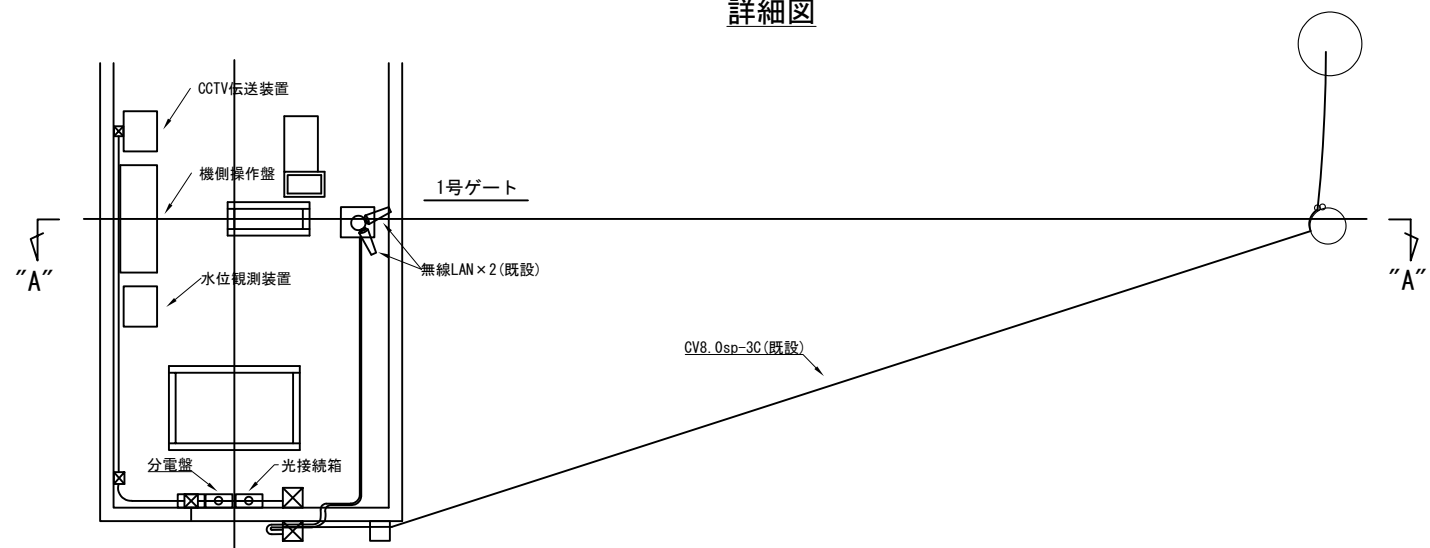 詳細図
CCTV伝送装置
機側操作盤
1号ゲート
"A"
"A"
水位観測装置
無線LAN×2(既設)
CV8.0sp-3C(既設)
分電盤
光接続箱